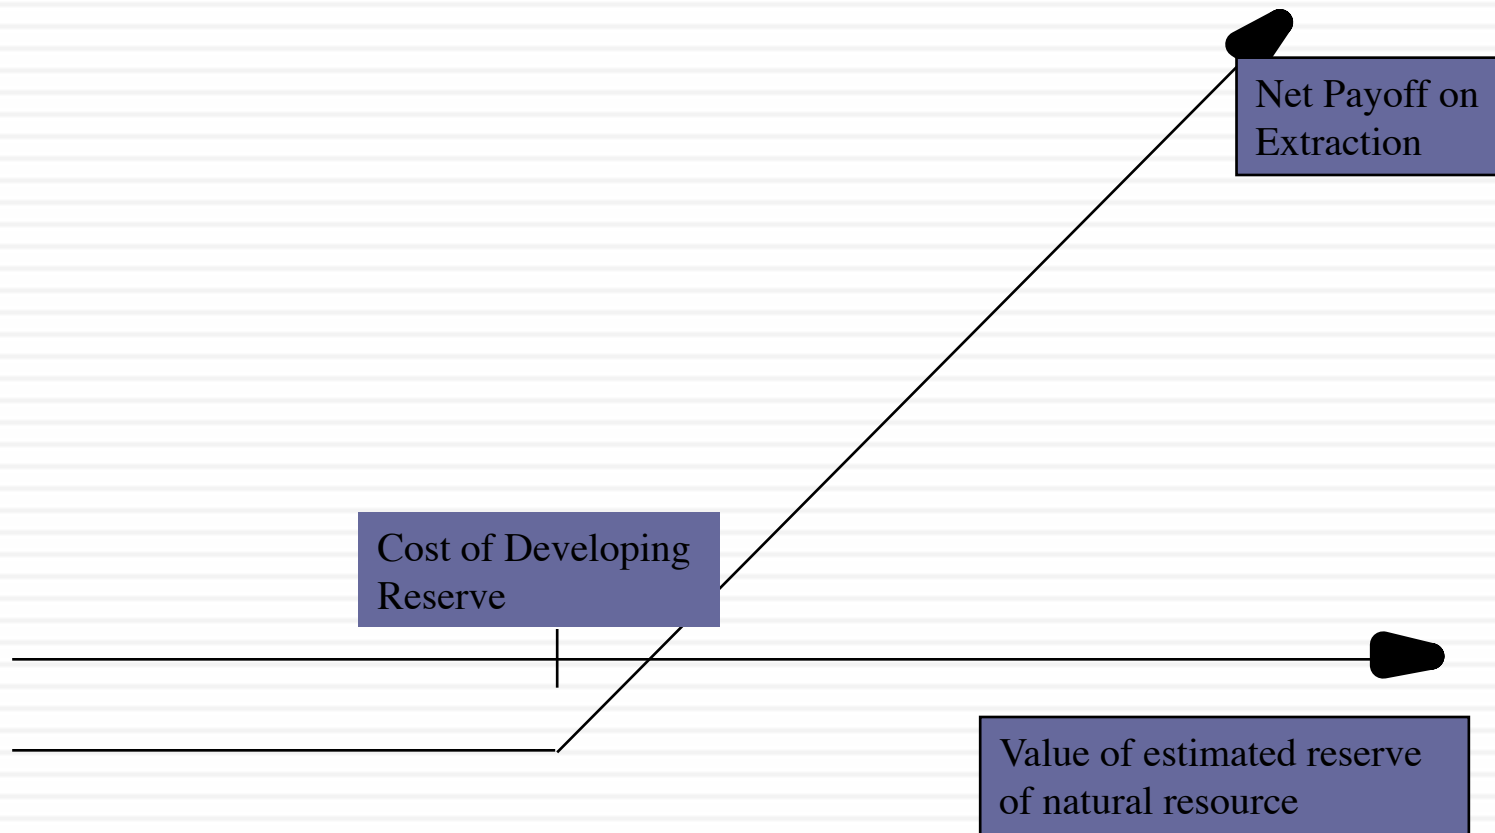 Net Payoff on
Extraction
Cost of Developing
Reserve
Value of estimated reserve
of natural resource